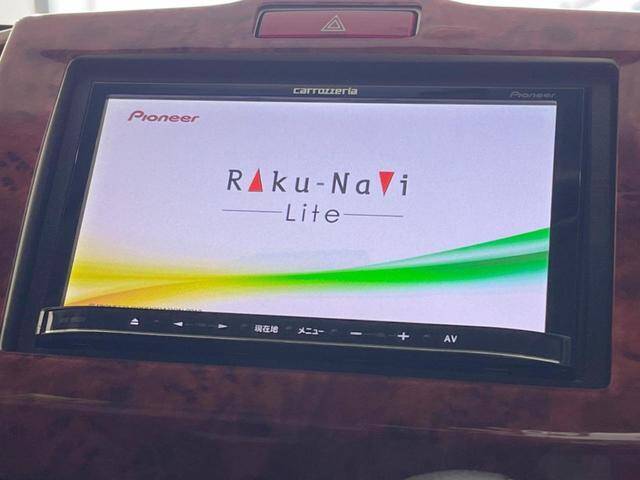 carrozzeria
Pioneer
Pioneer
RAku-NaVi
Lite
現在地
メニュー
AV